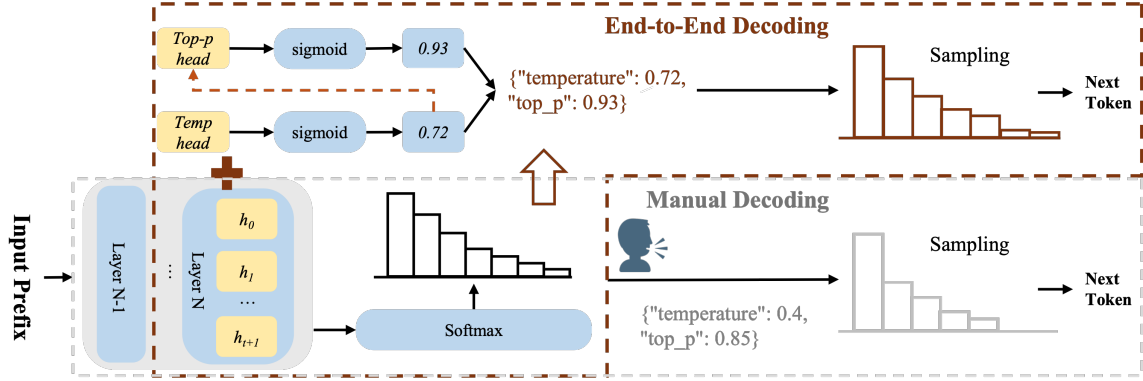 End-to-End Decoding
Top-p
head
sigmoid
0.93
Sampling
{"temperature": 0.72,
"top_p": 0.93}
Next
Token
Temp
head
sigmoid
0.72
Input Prefix
Layer N-1
...
Layer N
h0
h1
...
ht+1
Softmax
Manual Decoding
Sampling
{"temperature": 0.4,
"top_p": 0.85}
Next
Token